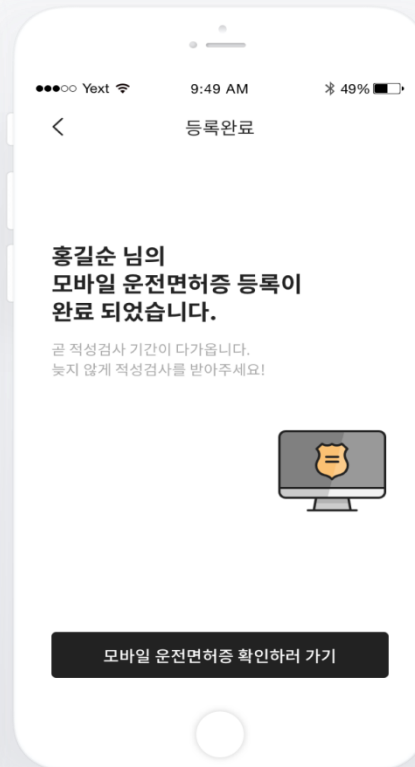 Yext 9:49 AM 49%
등록완료
홍길순 님의
모바일 운전면허증 등록이
완료 되었습니다.
곧 적성검사 기간이 다가옵니다.
늦지 않게 적성검사를 받아주세요!
모바일 운전면허증 확인하러 가기